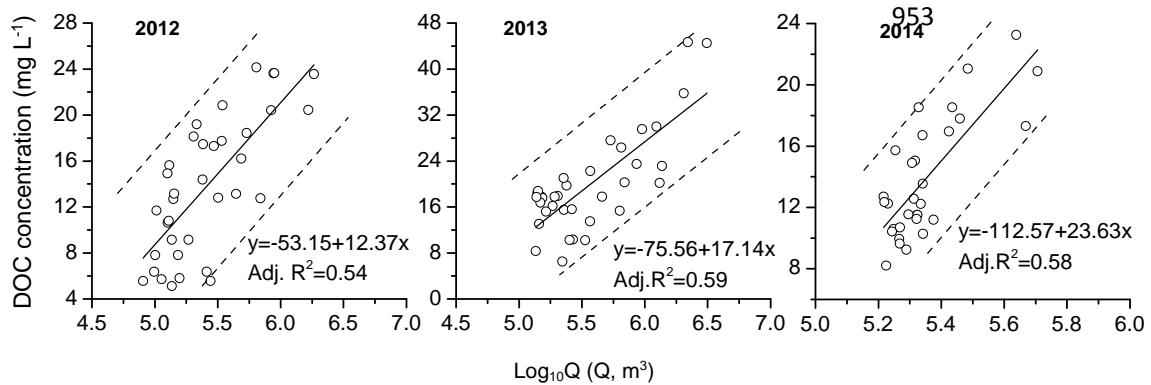 953
2012
2013
2014
DOC concentration (mg L-1)
28
24
20
16
12
8
4
y=-53.15+12.37x
Adj. R²=0.54
4.5 5.0 5.5 6.0 6.5 7.0
48
40
32
24
16
8
0
y=-75.56+17.14x
Adj.R²=0.59
4.5 5.0 5.5 6.0 6.5 7.0
24
20
16
12
8
y=-112.57+23.63x
Adj.R²=0.58
5.0 5.2 5.4 5.6 5.8 6.0
Log₁₀Q (Q, m³)